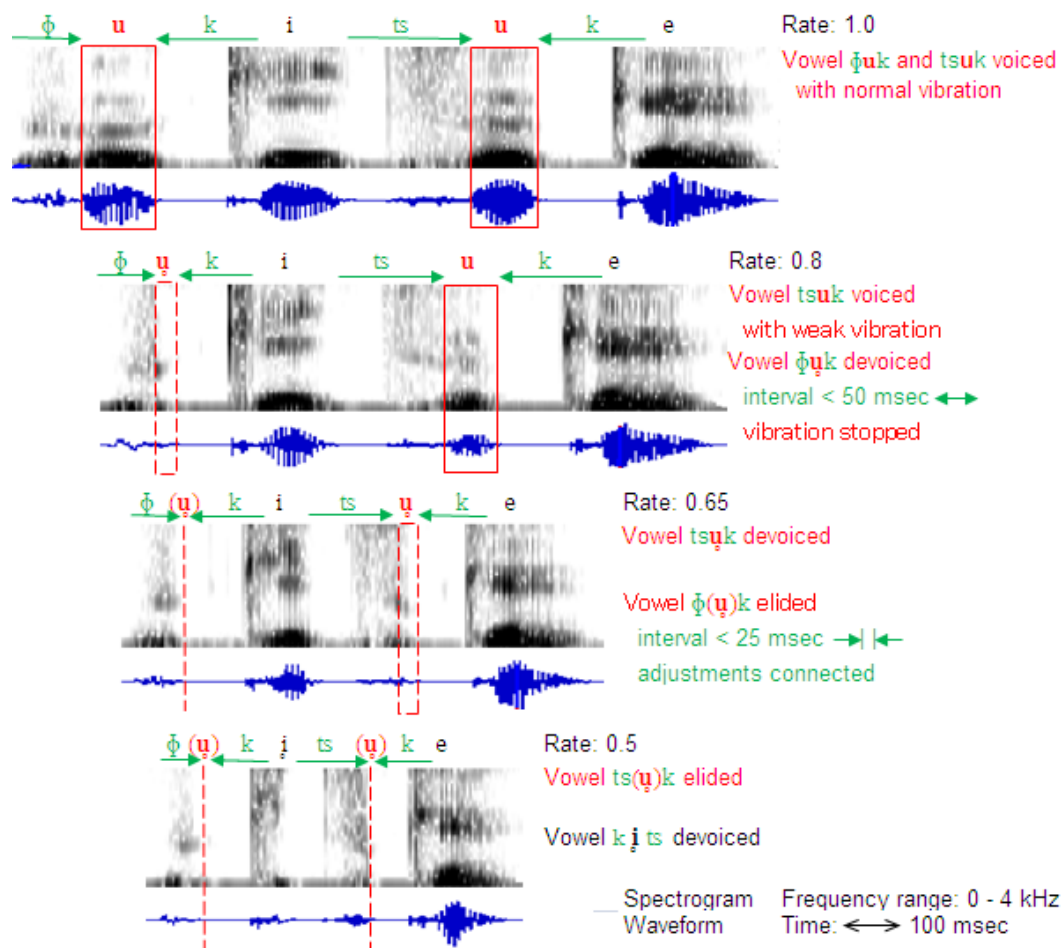 Φ u k i ts u k e Rate: 1.0
Vowel Φuk and tsuk voiced
with normal vibration
Φ u̥ k i ts u k e Rate: 0.8
Vowel tsuk voiced
with weak vibration
Vowel Φu̥k devoiced
interval < 50 msec ↔
vibration stopped
Φ (u̥) k i ts u̥ k e Rate: 0.65
Vowel tsu̥k devoiced
Vowel Φ(u̥)k elided
interval < 25 msec →| |←
adjustments connected
Φ (u̥) k i̥ ts (u̥) k e Rate: 0.5
Vowel ts(u̥)k elided
Vowel k i̥ ts devoiced
Spectrogram Frequency range: 0 - 4 kHz
Waveform Time: ↔ 100 msec